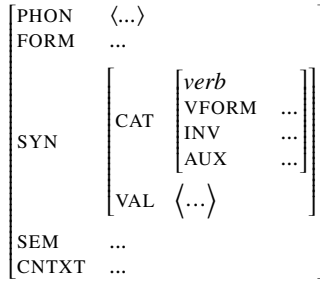 PHON ⟨...⟩
FORM ...
verb
VFORM ...
CAT
INV ...
SYN
AUX ...
VAL ⟨...⟩
SEM ...
CNTXT ...